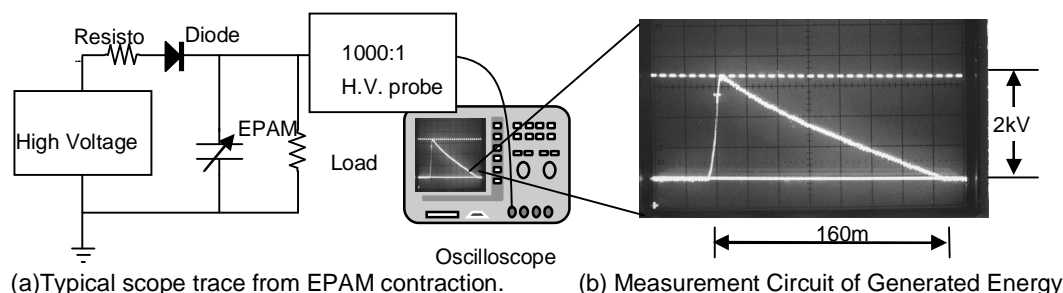 Resisto
Diode
1000:1
H.V. probe
High Voltage
EPAM
Load
2kV
160m
Oscilloscope
(a)Typical scope trace from EPAM contraction.
(b) Measurement Circuit of Generated Energy